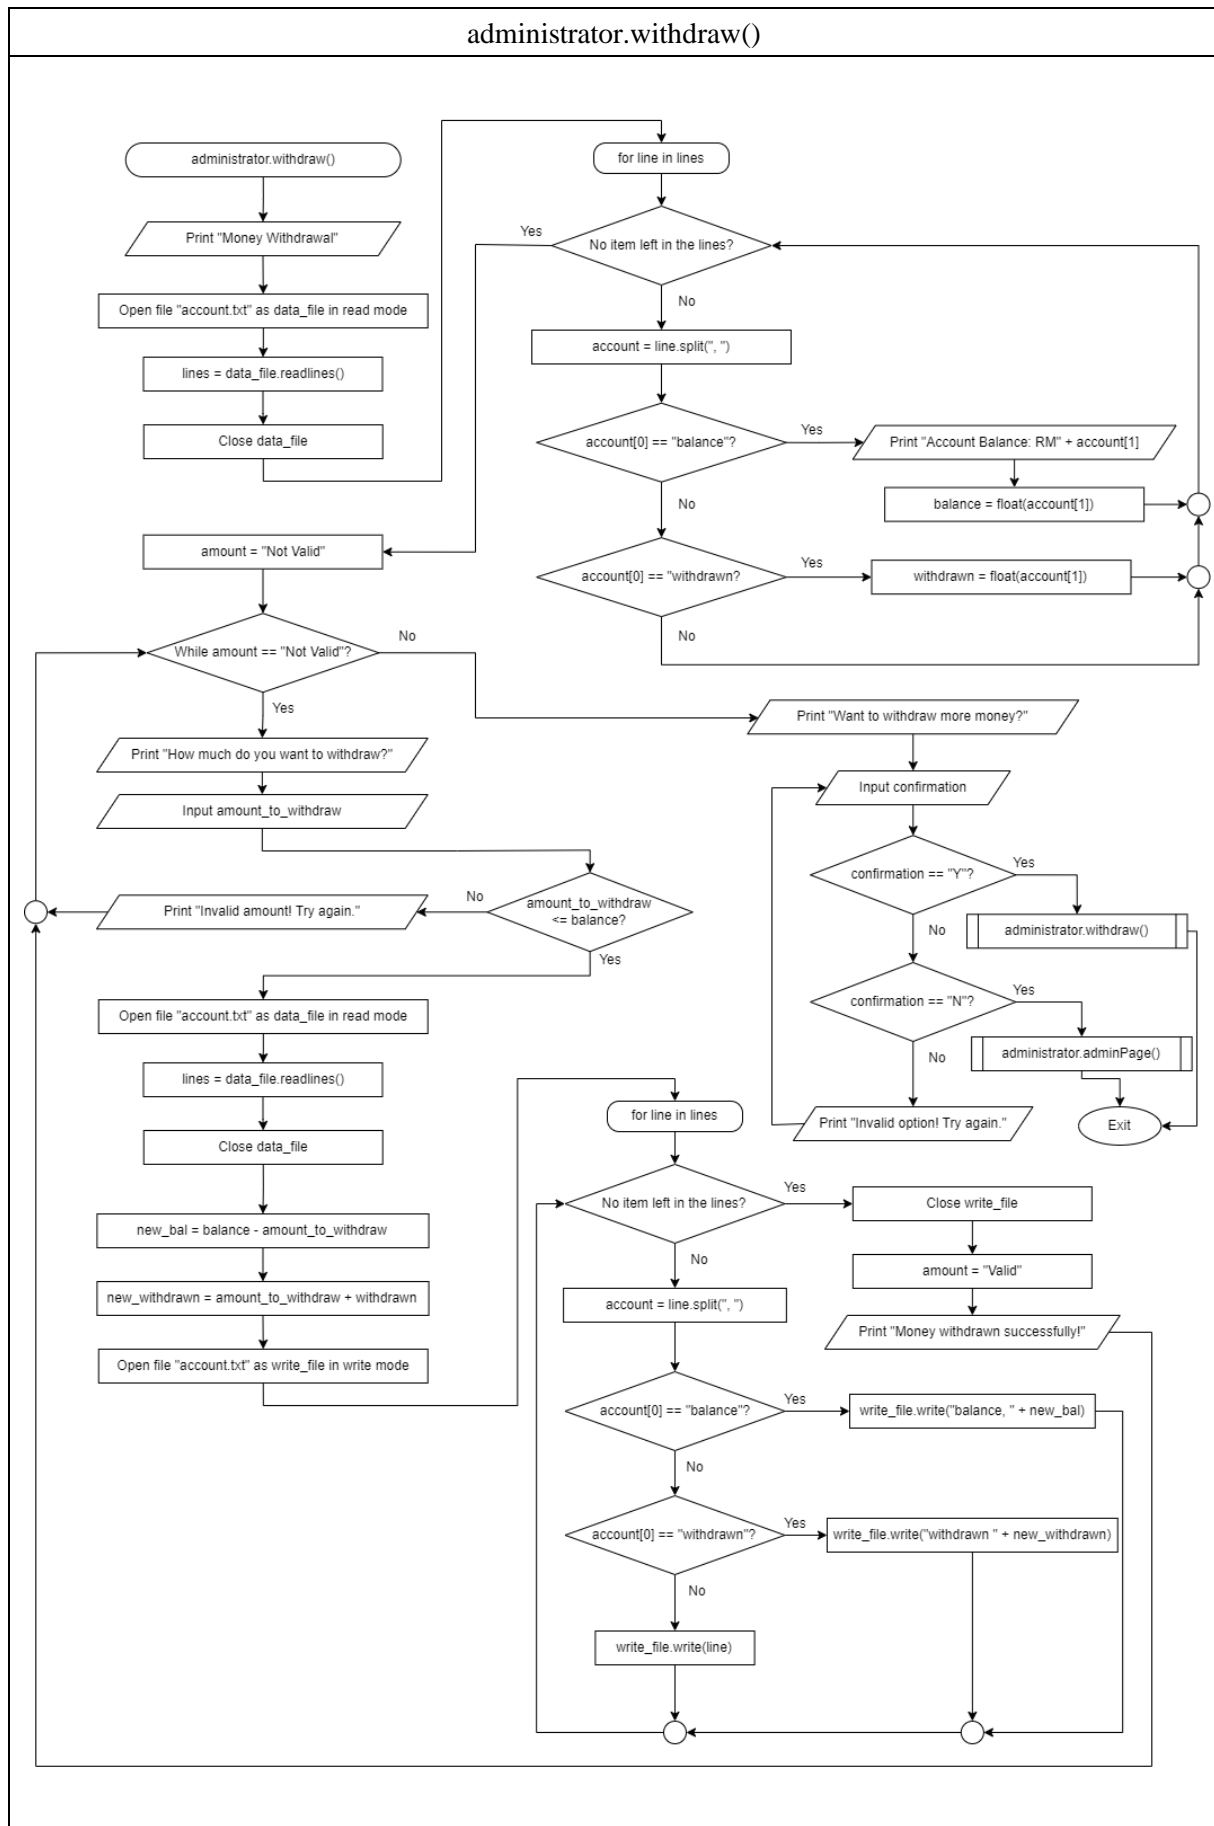 administrator.withdraw()
administrator.withdraw()
Print "Money Withdrawal"
Open file "account.txt" as data_file in read mode
lines = data_file.readlines()
Close data_file
for line in lines
No item left in the lines?
Yes
No
account = line.split(", ")
account[0] == "balance"?
Yes
Print "Account Balance: RM" + account[1]
balance = float(account[1])
No
account[0] == "withdrawn?
Yes
withdrawn = float(account[1])
No
amount = "Not Valid"
While amount == "Not Valid"?
No
Yes
Print "How much do you want to withdraw?"
Input amount_to_withdraw
amount_to_withdraw
<= balance?
No
Print "Invalid amount! Try again."
Yes
Open file "account.txt" as data_file in read mode
lines = data_file.readlines()
Close data_file
new_bal = balance - amount_to_withdraw
new_withdrawn = amount_to_withdraw + withdrawn
Open file "account.txt" as write_file in write mode
Print "Want to withdraw more money?"
Input confirmation
confirmation == "Y"?
Yes
administrator.withdraw()
No
confirmation == "N"?
Yes
administrator.adminPage()
No
Print "Invalid option! Try again."
Exit
for line in lines
No item left in the lines?
Yes
Close write_file
amount = "Valid"
Print "Money withdrawn successfully!"
No
account = line.split(", ")
account[0] == "balance"?
Yes
write_file.write("balance, " + new_bal)
No
account[0] == "withdrawn"?
Yes
write_file.write("withdrawn " + new_withdrawn)
No
write_file.write(line)